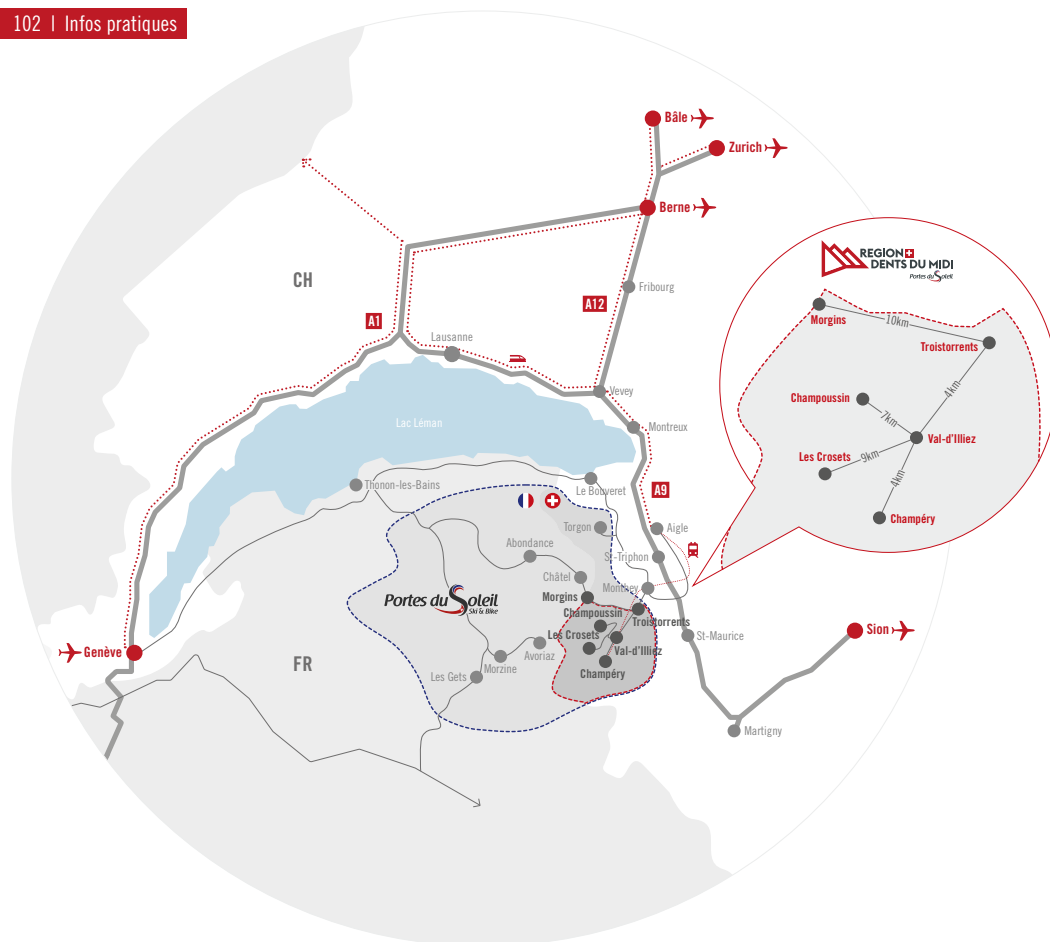 102 | Infos pratiques
Bâle
Zurich
Berne
CH
A1
A12
Fribourg
Lausanne
Vevey
Lac Léman
Montreux
REGION
DENTS DU MIDI
Portes du Soleil
Morgins
10km
Troistorrents
Champoussin
7km
4km
Val-d'Illiez
Les Crosets
9km
4km
Champéry
Thonon-les-Bains
Le Bouveret
A9
Torgon
Aigle
Abondance
St-Triphon
Châtel
Monthey
Portes du Soleil
Ski & Bike
Morgins
Champoussin
Troistorrents
Les Crosets
Val-d'Illiez
St-Maurice
Sion
Genève
FR
Avoriaz
Morzine
Les Gets
Champéry
Martigny